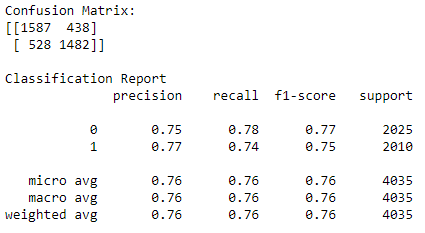 Confusion Matrix:
[[1587  438]
 [ 528 1482]]
Classification Report
precision recall f1-score support
0 0.75 0.78 0.77 2025
1 0.77 0.74 0.75 2010
micro avg 0.76 0.76 0.76 4035
macro avg 0.76 0.76 0.76 4035
weighted avg 0.76 0.76 0.76 4035